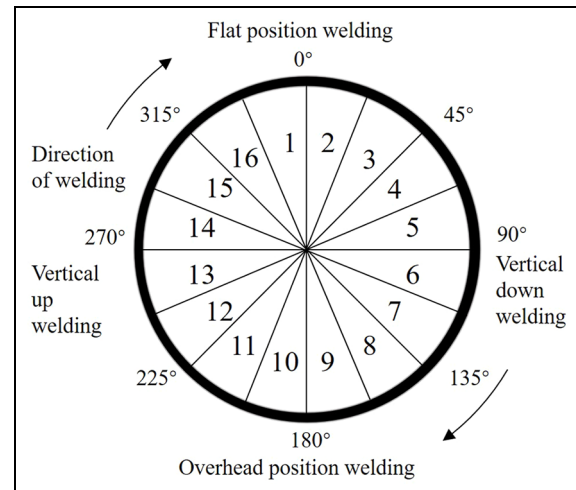 Flat position welding
0°
315°
45°
1
2
16
3
Direction
of welding
15
4
14
5
270°
90°
Vertical
up
welding
Vertical
down
welding
13
6
12
7
11
8
10
9
225°
135°
180°
Overhead position welding